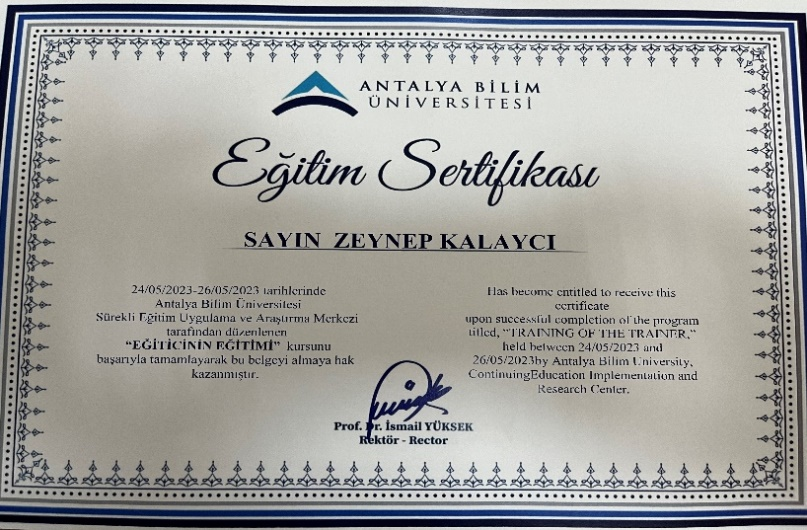 ANTALYA BİLİM
ÜNİVERSİTESİ
Eğitim Sertifikası
SAYIN ZEYNEP KALAYCI
24/05/2023-26/05/2023 tarihlerinde
Antalya Bilim Üniversitesi
Sürekli Eğitim Uygulama ve Araştırma Merkezi
tarafından düzenlenen
“EĞİTİCİNİN EĞİTİMİ” kursunu
başarıyla tamamlayarak bu belgeyi almaya hak
kazanmıştır.
Has become entitled to receive this
certificate
upon successful completion of the program
titled, “TRAINING OF THE TRAINER,”
held between 24/05/2023 and
26/05/2023by Antalya Bilim University,
ContinuingEducation Implementation and
Research Center.
Prof. Dr. İsmail YÜKSEK
Rektör - Rector